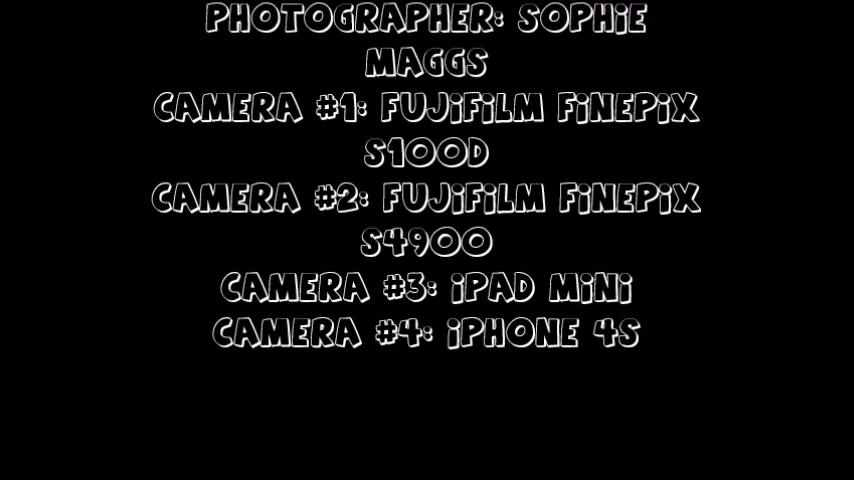 PHOTOGRAPHER: SOPHIE
MAGGS
CAMERA #1: FUJIFILM FINEPIX
S100D
CAMERA #2: FUJIFILM FINEPIX
S4900
CAMERA #3: IPAD MINI
CAMERA #4: IPHONE 4S